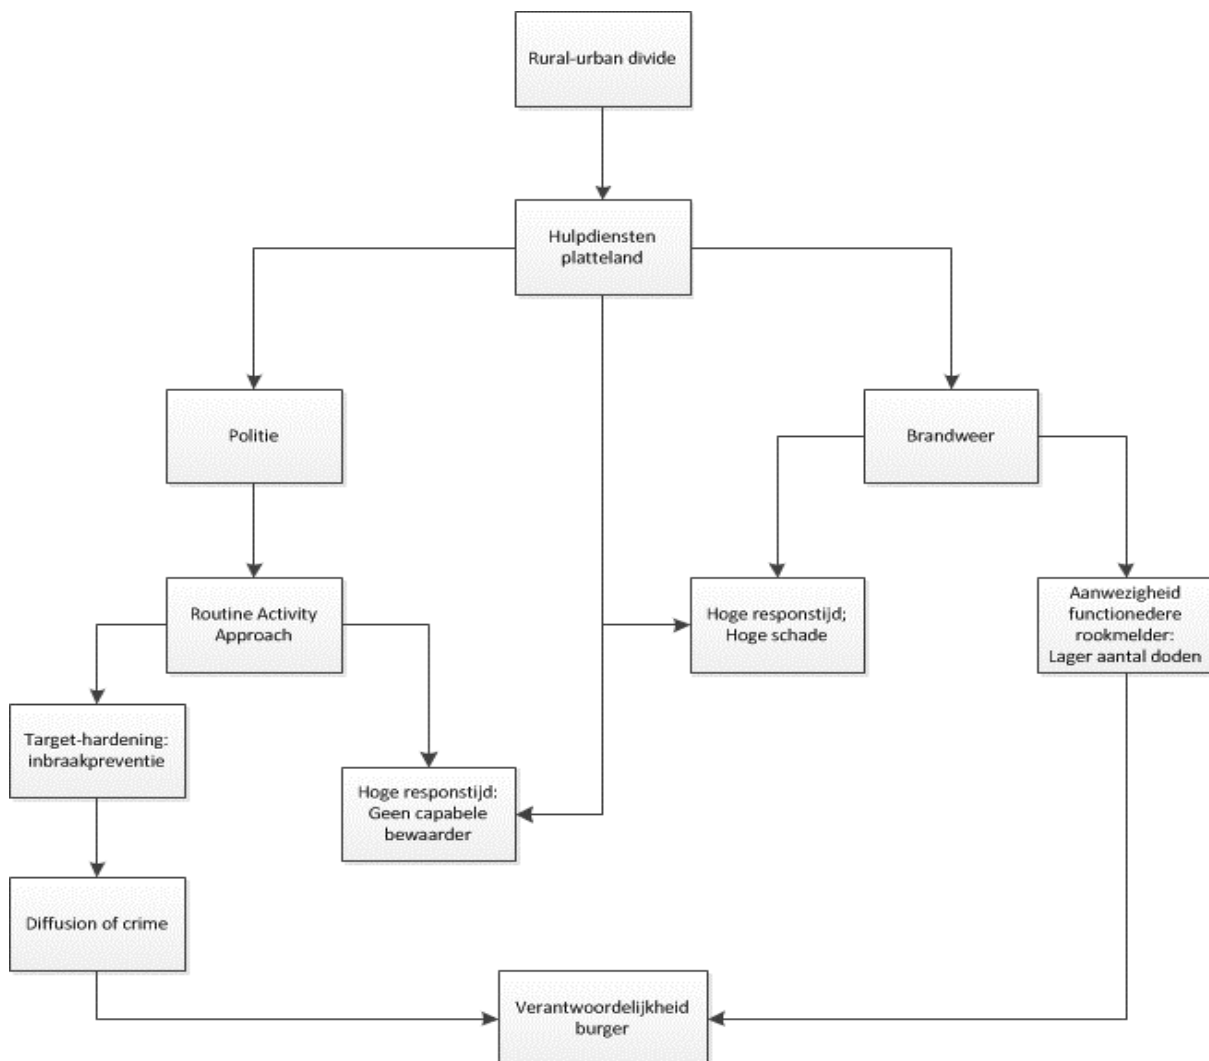 Rural-urban divide
Hulpdiensten
platteland
Politie
Brandweer
Routine Activity
Approach
Hoge responstijd;
Hoge schade
Aanwezigheid
functionedere
rookmelder:
Lager aantal doden
Target-hardening:
inbraakpreventie
Hoge responstijd:
Geen capabele
bewaarder
Diffusion of crime
Verantwoordelijkheid
burger